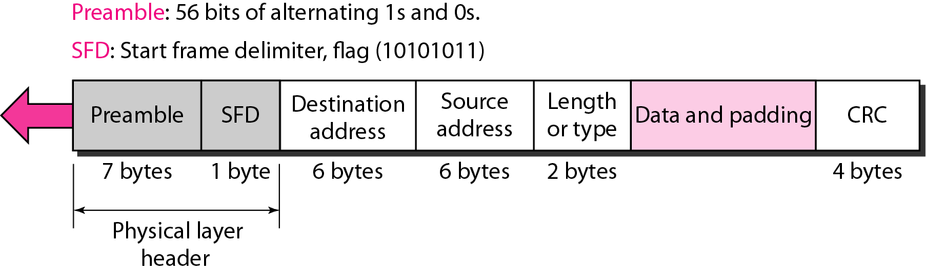 Preamble: 56 bits of alternating 1s and 0s.
SFD: Start frame delimiter, flag (10101011)
Preamble
SFD
Destination
address
Source
address
Length
or type
Data and padding
CRC
7 bytes
1 byte
6 bytes
6 bytes
2 bytes
4 bytes
Physical layer
header